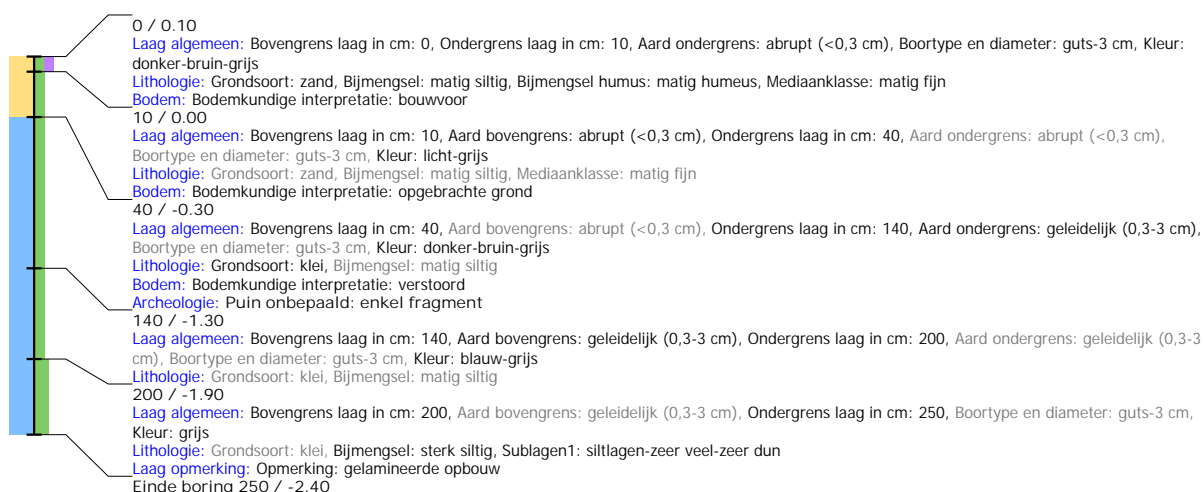 0 / 0.10
Laag algemeen: Bovengrens laag in cm: 0, Ondergrens laag in cm: 10, Aard ondergrens: abrupt (<0,3 cm), Boortype en diameter: guts-3 cm, Kleur:
donker-bruin-grijs
Lithologie: Grondsoort: zand, Bijmengsel: matig siltig, Bijmengsel humus: matig humeus, Mediaanklasse: matig fijn
Bodem: Bodemkundige interpretatie: bouwvoor
10 / 0.00
Laag algemeen: Bovengrens laag in cm: 10, Aard bovengrens: abrupt (<0,3 cm), Ondergrens laag in cm: 40, Aard ondergrens: abrupt (<0,3 cm),
Boortype en diameter: guts-3 cm, Kleur: licht-grijs
Lithologie: Grondsoort: zand, Bijmengsel: matig siltig, Mediaanklasse: matig fijn
Bodem: Bodemkundige interpretatie: opgebrachte grond
40 / -0.30
Laag algemeen: Bovengrens laag in cm: 40, Aard bovengrens: abrupt (<0,3 cm), Ondergrens laag in cm: 140, Aard ondergrens: geleidelijk (0,3-3 cm),
Boortype en diameter: guts-3 cm, Kleur: donker-bruin-grijs
Lithologie: Grondsoort: klei, Bijmengsel: matig siltig
Bodem: Bodemkundige interpretatie: verstoord
Archeologie: Puin onbepaald: enkel fragment
140 / -1.30
Laag algemeen: Bovengrens laag in cm: 140, Aard bovengrens: geleidelijk (0,3-3 cm), Ondergrens laag in cm: 200, Aard ondergrens: geleidelijk (0,3-3
cm), Boortype en diameter: guts-3 cm, Kleur: blauw-grijs
Lithologie: Grondsoort: klei, Bijmengsel: matig siltig
200 / -1.90
Laag algemeen: Bovengrens laag in cm: 200, Aard bovengrens: geleidelijk (0,3-3 cm), Ondergrens laag in cm: 250, Boortype en diameter: guts-3 cm,
Kleur: grijs
Lithologie: Grondsoort: klei, Bijmengsel: sterk siltig, Sublagen1: siltlagen-zeer veel-zeer dun
Laag opmerking: Opmerking: gelamineerde opbouw
Einde boring 250 / -2.40